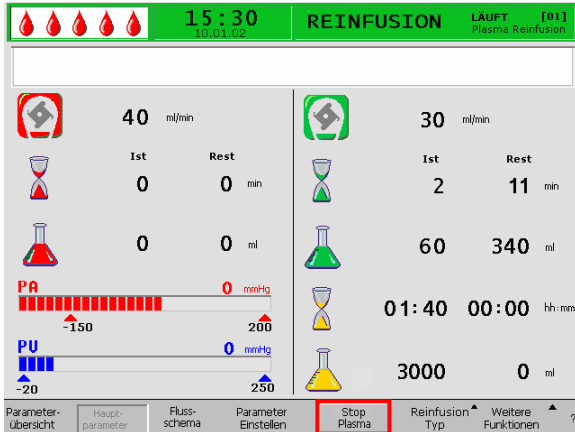 15:30
10.01.02
REINFUSION
LÄUFT [01]
Plasma Reinfusion
40 ml/min
Ist Rest
0 0 min
0 0 ml
PA 0 mmHg
-150 200
PV 0 mmHg
-20 250
30 ml/min
Ist Rest
2 11 min
60 340 ml
01:40 00:00 hh:mm
3000 0 ml
Parameter-
übersicht
Haupt-
parameter
Fluss-
schema
Parameter
Einstellen
Stop
Plasma
Reinfusion
Typ
Weitere
Funktionen
?